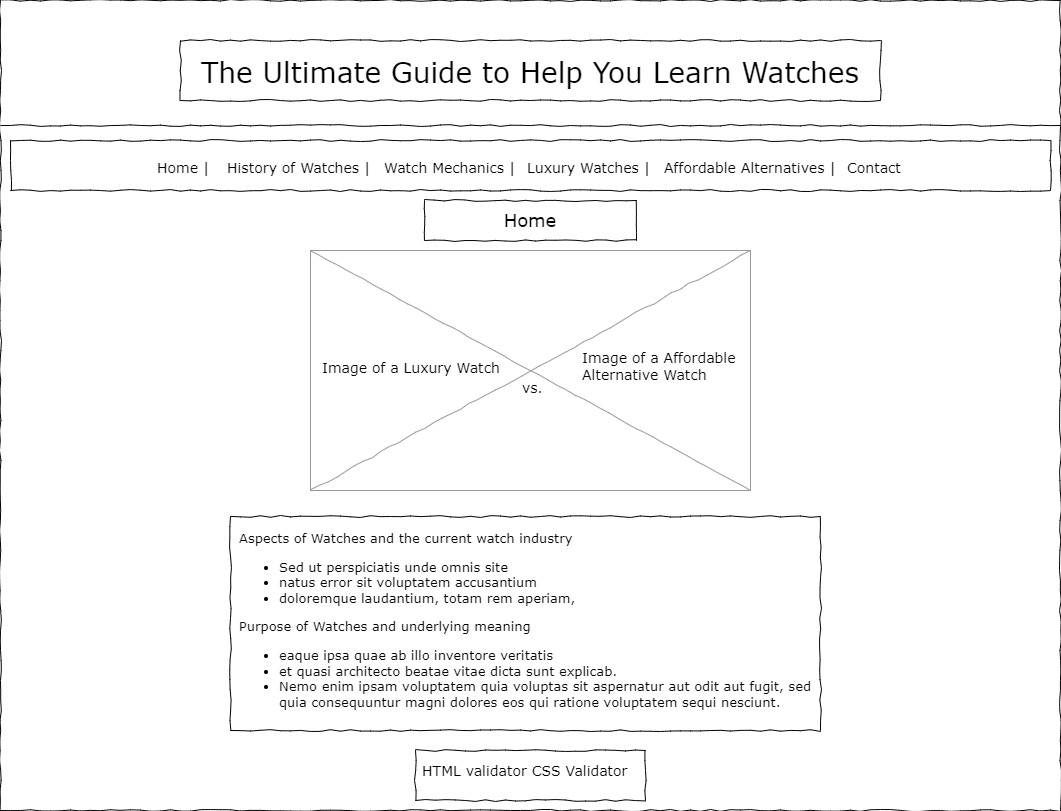 The Ultimate Guide to Help You Learn Watches
Home | History of Watches | Watch Mechanics | Luxury Watches | Affordable Alternatives | Contact
Home
Image of a Luxury Watch
vs.
Image of a Affordable
Alternative Watch
Aspects of Watches and the current watch industry
• Sed ut perspiciatis unde omnis site
• natus error sit voluptatem accusantium
• doloremque laudantium, totam rem aperiam,
Purpose of Watches and underlying meaning
• eaque ipsa quae ab illo inventore veritatis
• et quasi architecto beatae vitae dicta sunt explicab.
• Nemo enim ipsam voluptatem quia voluptas sit aspernatur aut odit aut fugit, sed
quia consequuntur magni dolores eos qui ratione voluptatem sequi nesciunt.
HTML validator CSS Validator